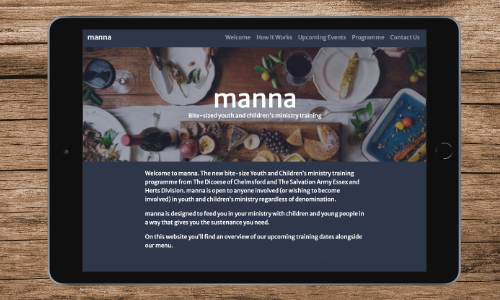 manna
Welcome How It Works Upcoming Events Programme Contact Us
manna
Bite-sized youth and children's ministry training
Welcome to manna. The new bite-size Youth and Children's ministry training
programme from The Diocese of Chelmsford and The Salvation Army Essex and
Herts Division. manna is open to anyone involved (or wishing to become
involved) in youth and children's ministry regardless of denomination.
manna is designed to feed you in your ministry with children and young people in
a way that gives you the sustenance you need.
On this website you'll find an overview of our upcoming training dates alongside
our menu.